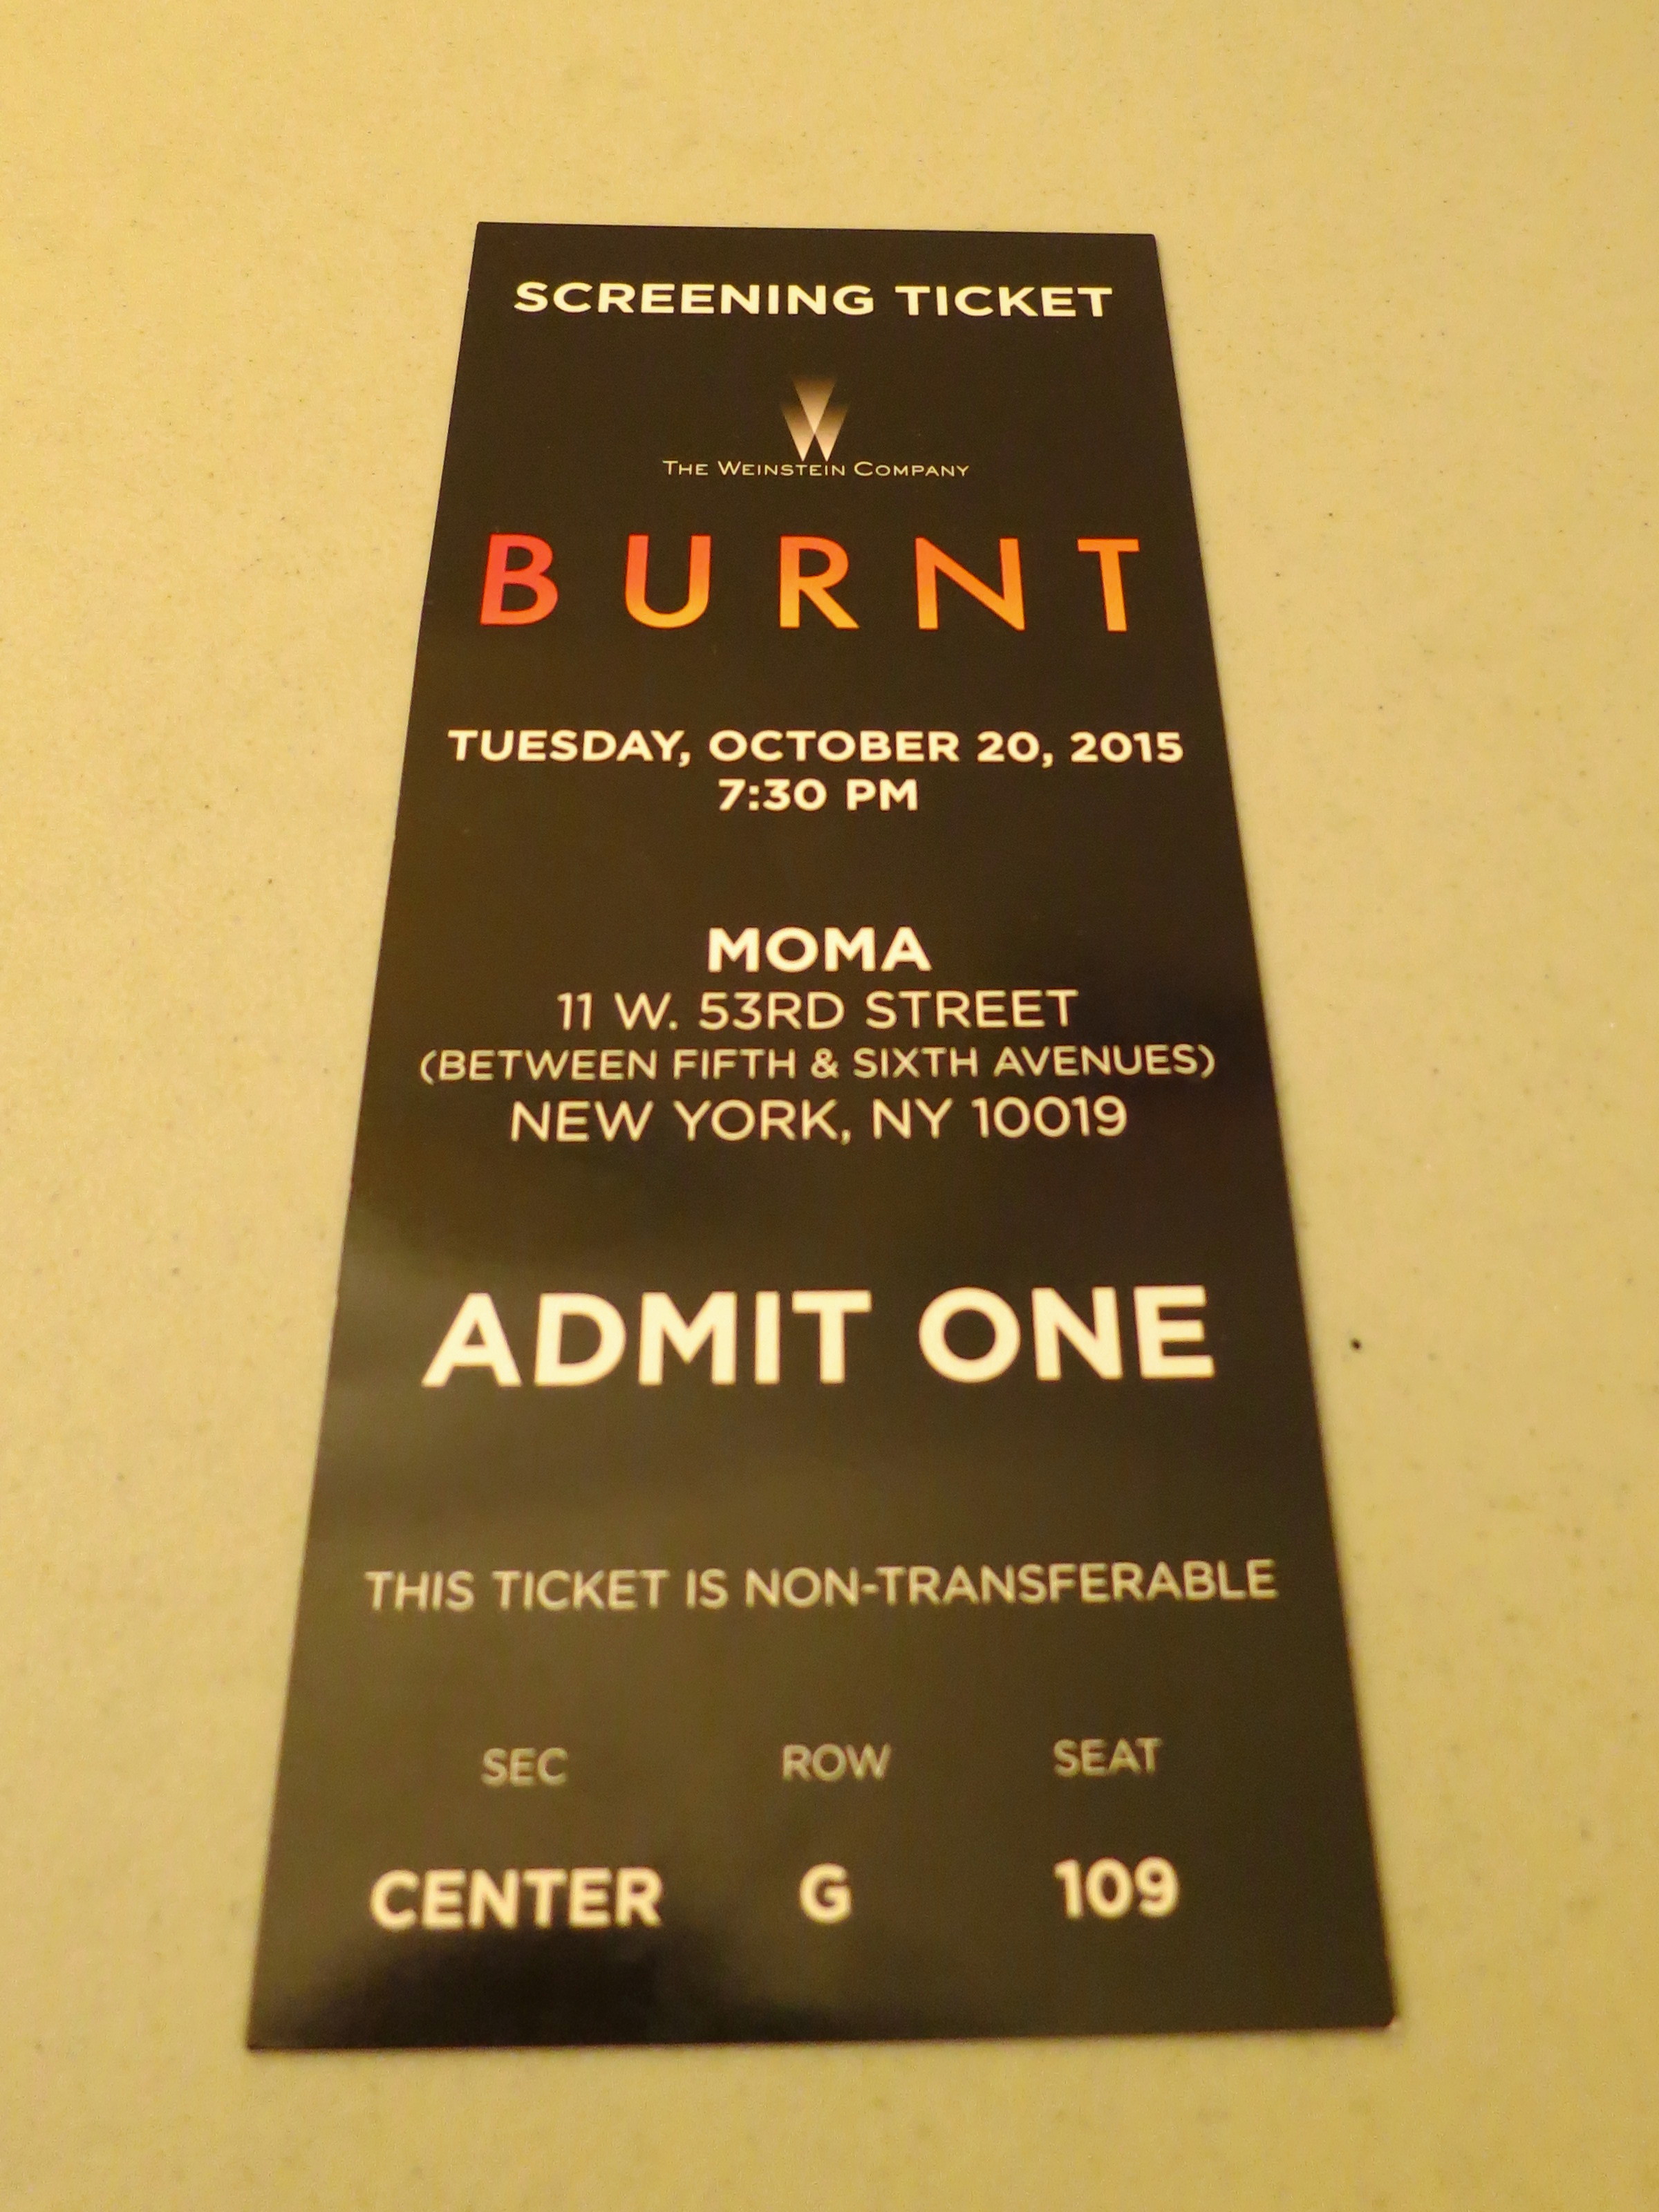 SCREENING TICKET
THE WEINSTEIN COMPANY
BURNT
TUESDAY, OCTOBER 20, 2015
7:30 PM
MOMA
11 W. 53RD STREET
(BETWEEN FIFTH & SIXTH AVENUES)
NEW YORK, NY 10019
ADMIT ONE
THIS TICKET IS NON-TRANSFERABLE
SEC ROW SEAT
CENTER G 109